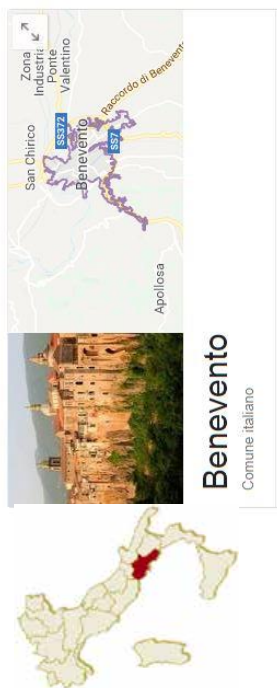 Zona
Industria
Ponte
Valentino
San Chirico
SS372
Benevento
Raccordo di Benevento
SS7
Apollosa
Benevento
Comune italiano